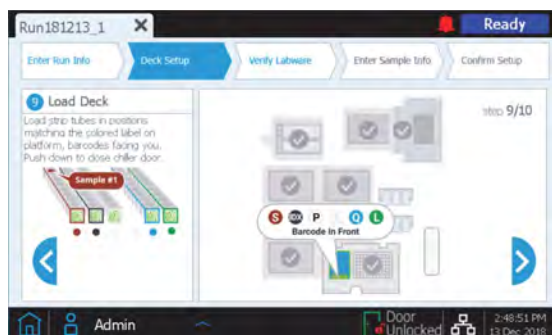 Run181213_1
Ready
Enter Run Info
Deck Setup
Verify Labware
Enter Sample Info
Confirm Setup
9 Load Deck
Load strip tubes in positions
matching the colored label on
platform, barcodes facing you.
Push down to close chiller door.
Sample #1
step 9/10
S IDX P Q L
Barcode In Front
Admin
Door
Unlocked
2:48:51 PM
13 Dec 2018